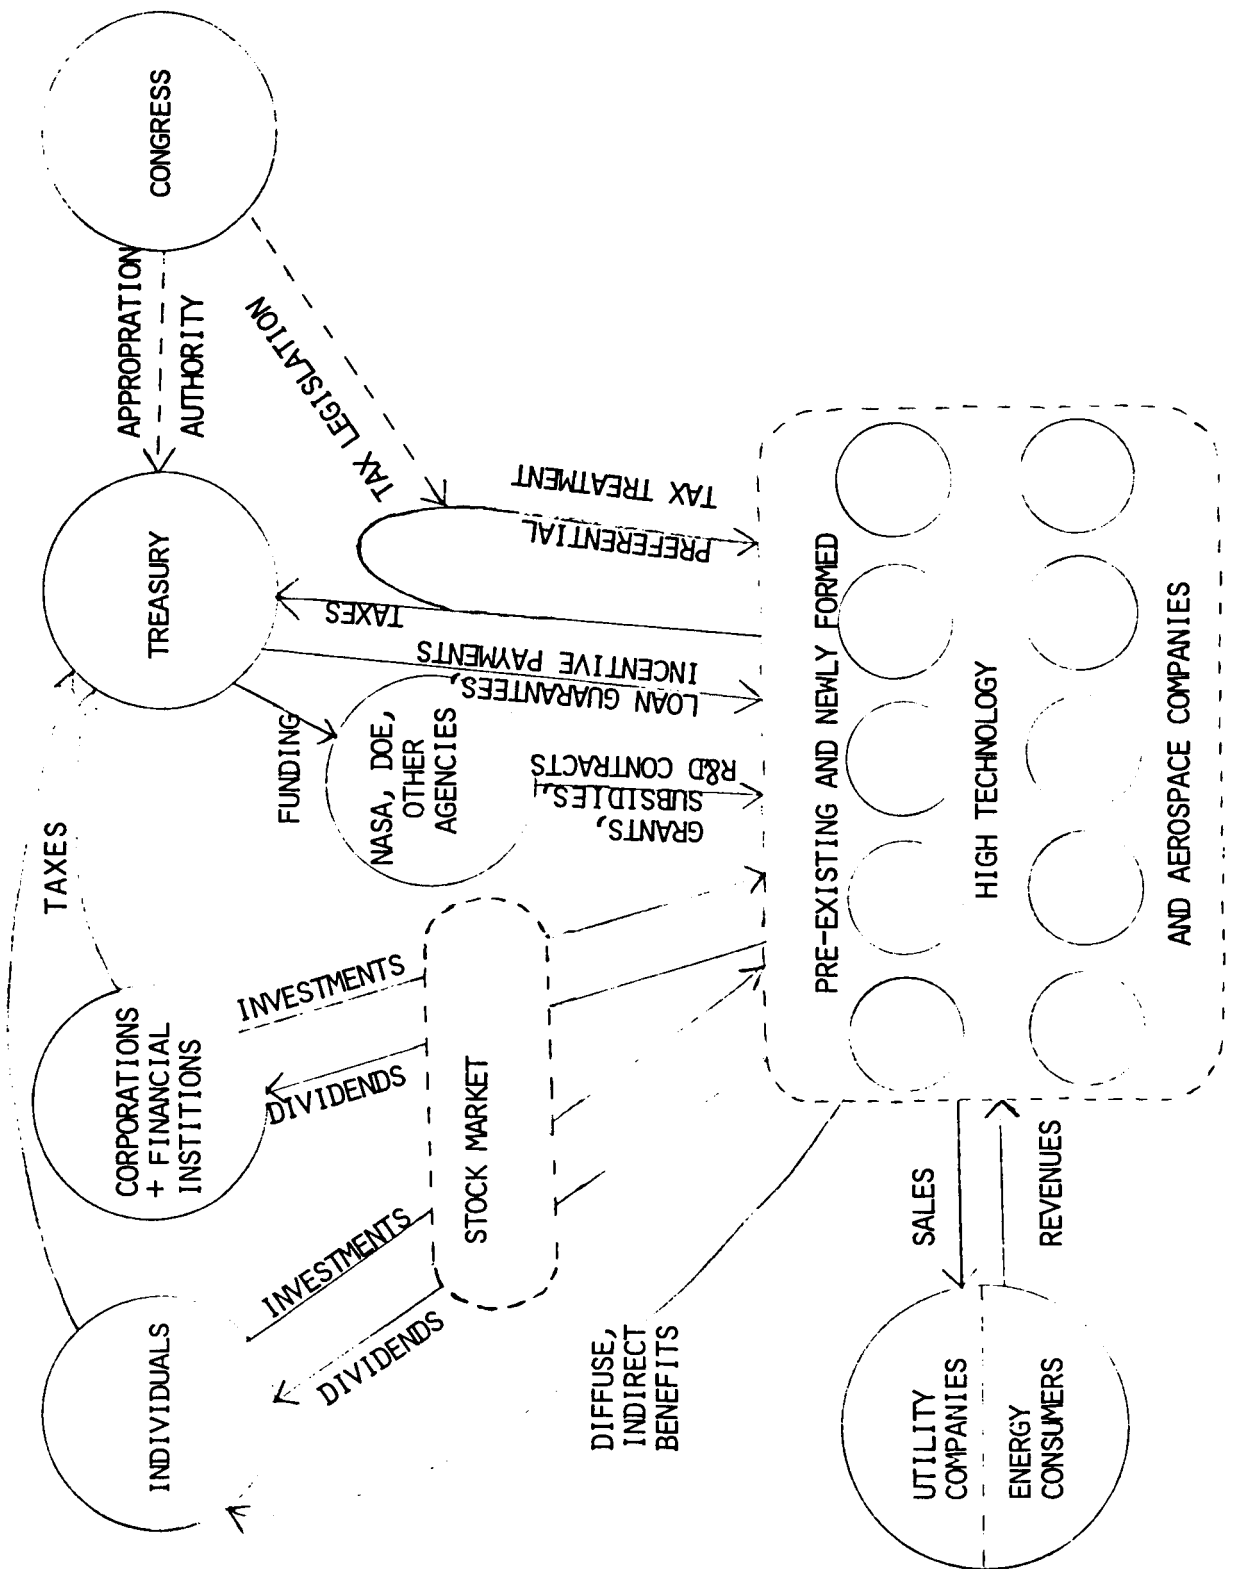 INDIVIDUALS
CORPORATIONS
+ FINANCIAL
INSTITIONS
TAXES
TREASURY
APPROPRATION
AUTHORITY
CONGRESS
INVESTMENTS
DIVIDENDS
INVESTMENTS
DIVIDENDS
FUNDING
TAX LEGISLATION
NASA, DOE,
OTHER
AGENCIES
STOCK MARKET
GRANTS,
SUBSIDIES,
R&D CONTRACTS
LOAN GUARANTEES,
INCENTIVE PAYMENTS
TAXES
PREFERENTIAL
TAX TREATMENT
DIFFUSE,
INDIRECT
BENEFITS
PRE-EXISTING AND NEWLY FORMED
HIGH TECHNOLOGY
AND AEROSPACE COMPANIES
SALES
REVENUES
UTILITY
COMPANIES
ENERGY
CONSUMERS